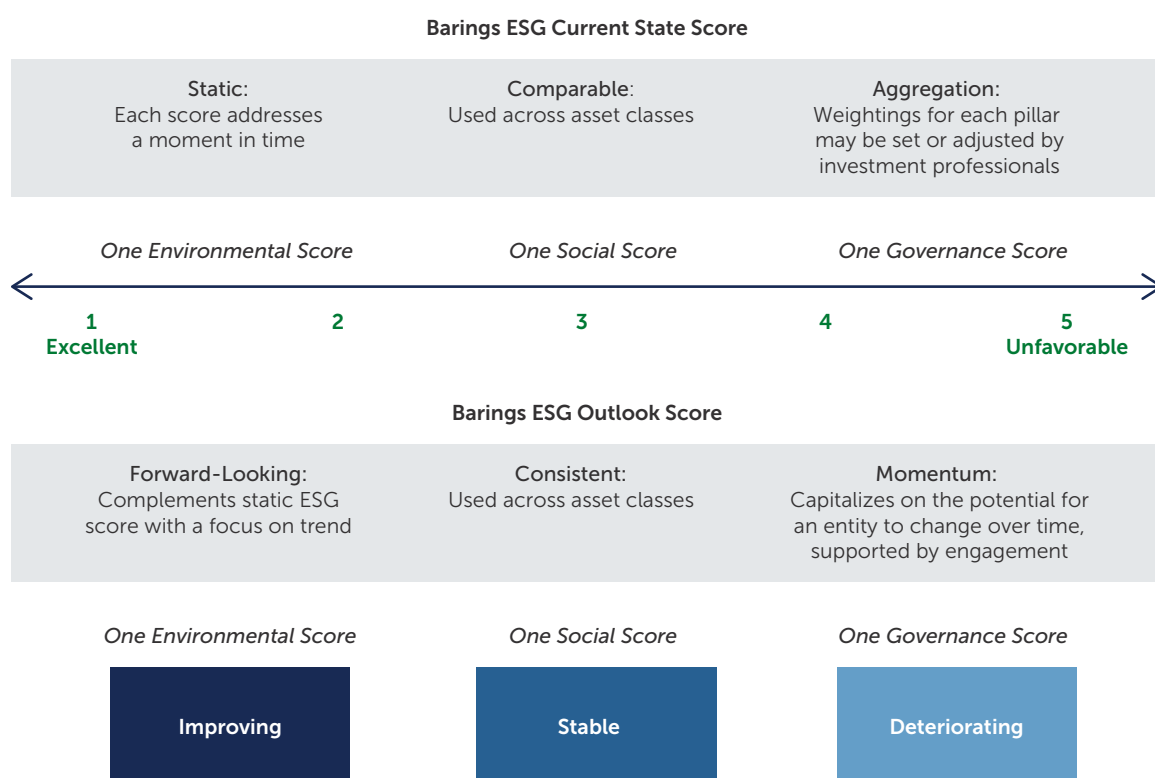 Barings ESG Current State Score
Static:
Each score addresses
a moment in time
Comparable:
Used across asset classes
Aggregation:
Weightings for each pillar
may be set or adjusted by
investment professionals
One Environmental Score
One Social Score
One Governance Score
1
Excellent
2
3
4
5
Unfavorable
Barings ESG Outlook Score
Forward-Looking:
Complements static ESG
score with a focus on trend
Consistent:
Used across asset classes
Momentum:
Capitalizes on the potential for
an entity to change over time,
supported by engagement
One Environmental Score
One Social Score
One Governance Score
Improving
Stable
Deteriorating